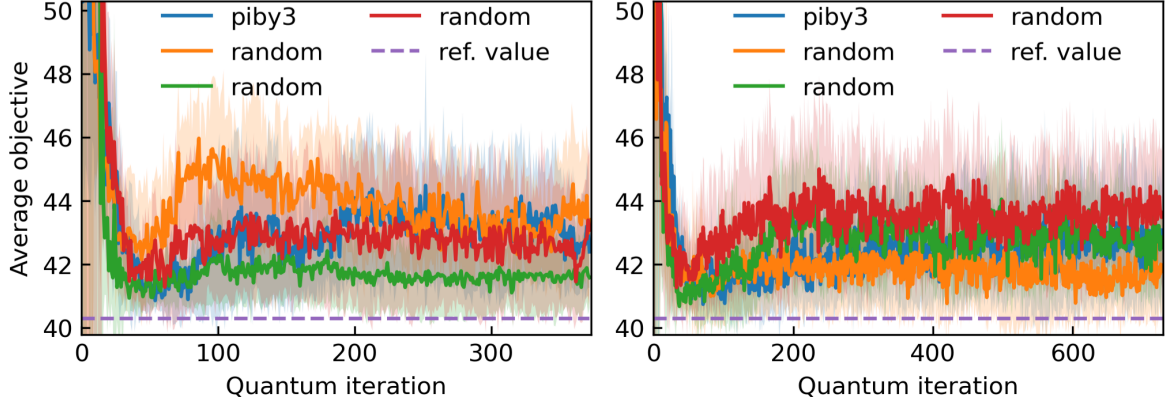 piby3
random
random
random
ref. value
50
48
46
44
42
40
Average objective
0
100
200
300
Quantum iteration
piby3
random
random
random
ref. value
50
48
46
44
42
40
0
200
400
600
Quantum iteration